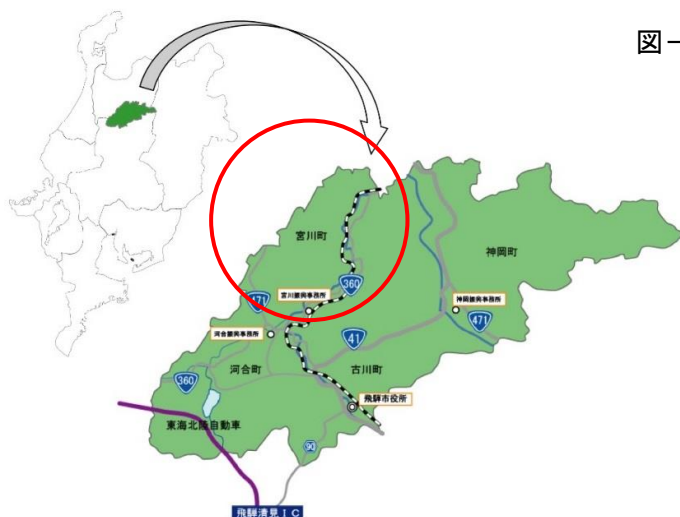 図－
宮川町
神岡町
360
宮川振興事務所
471
神岡振興事務所
471
河合振興事務所
41
河合町
古川町
360
飛騨市役所
東海北陸自動車
90
飛騨清見ＩＣ